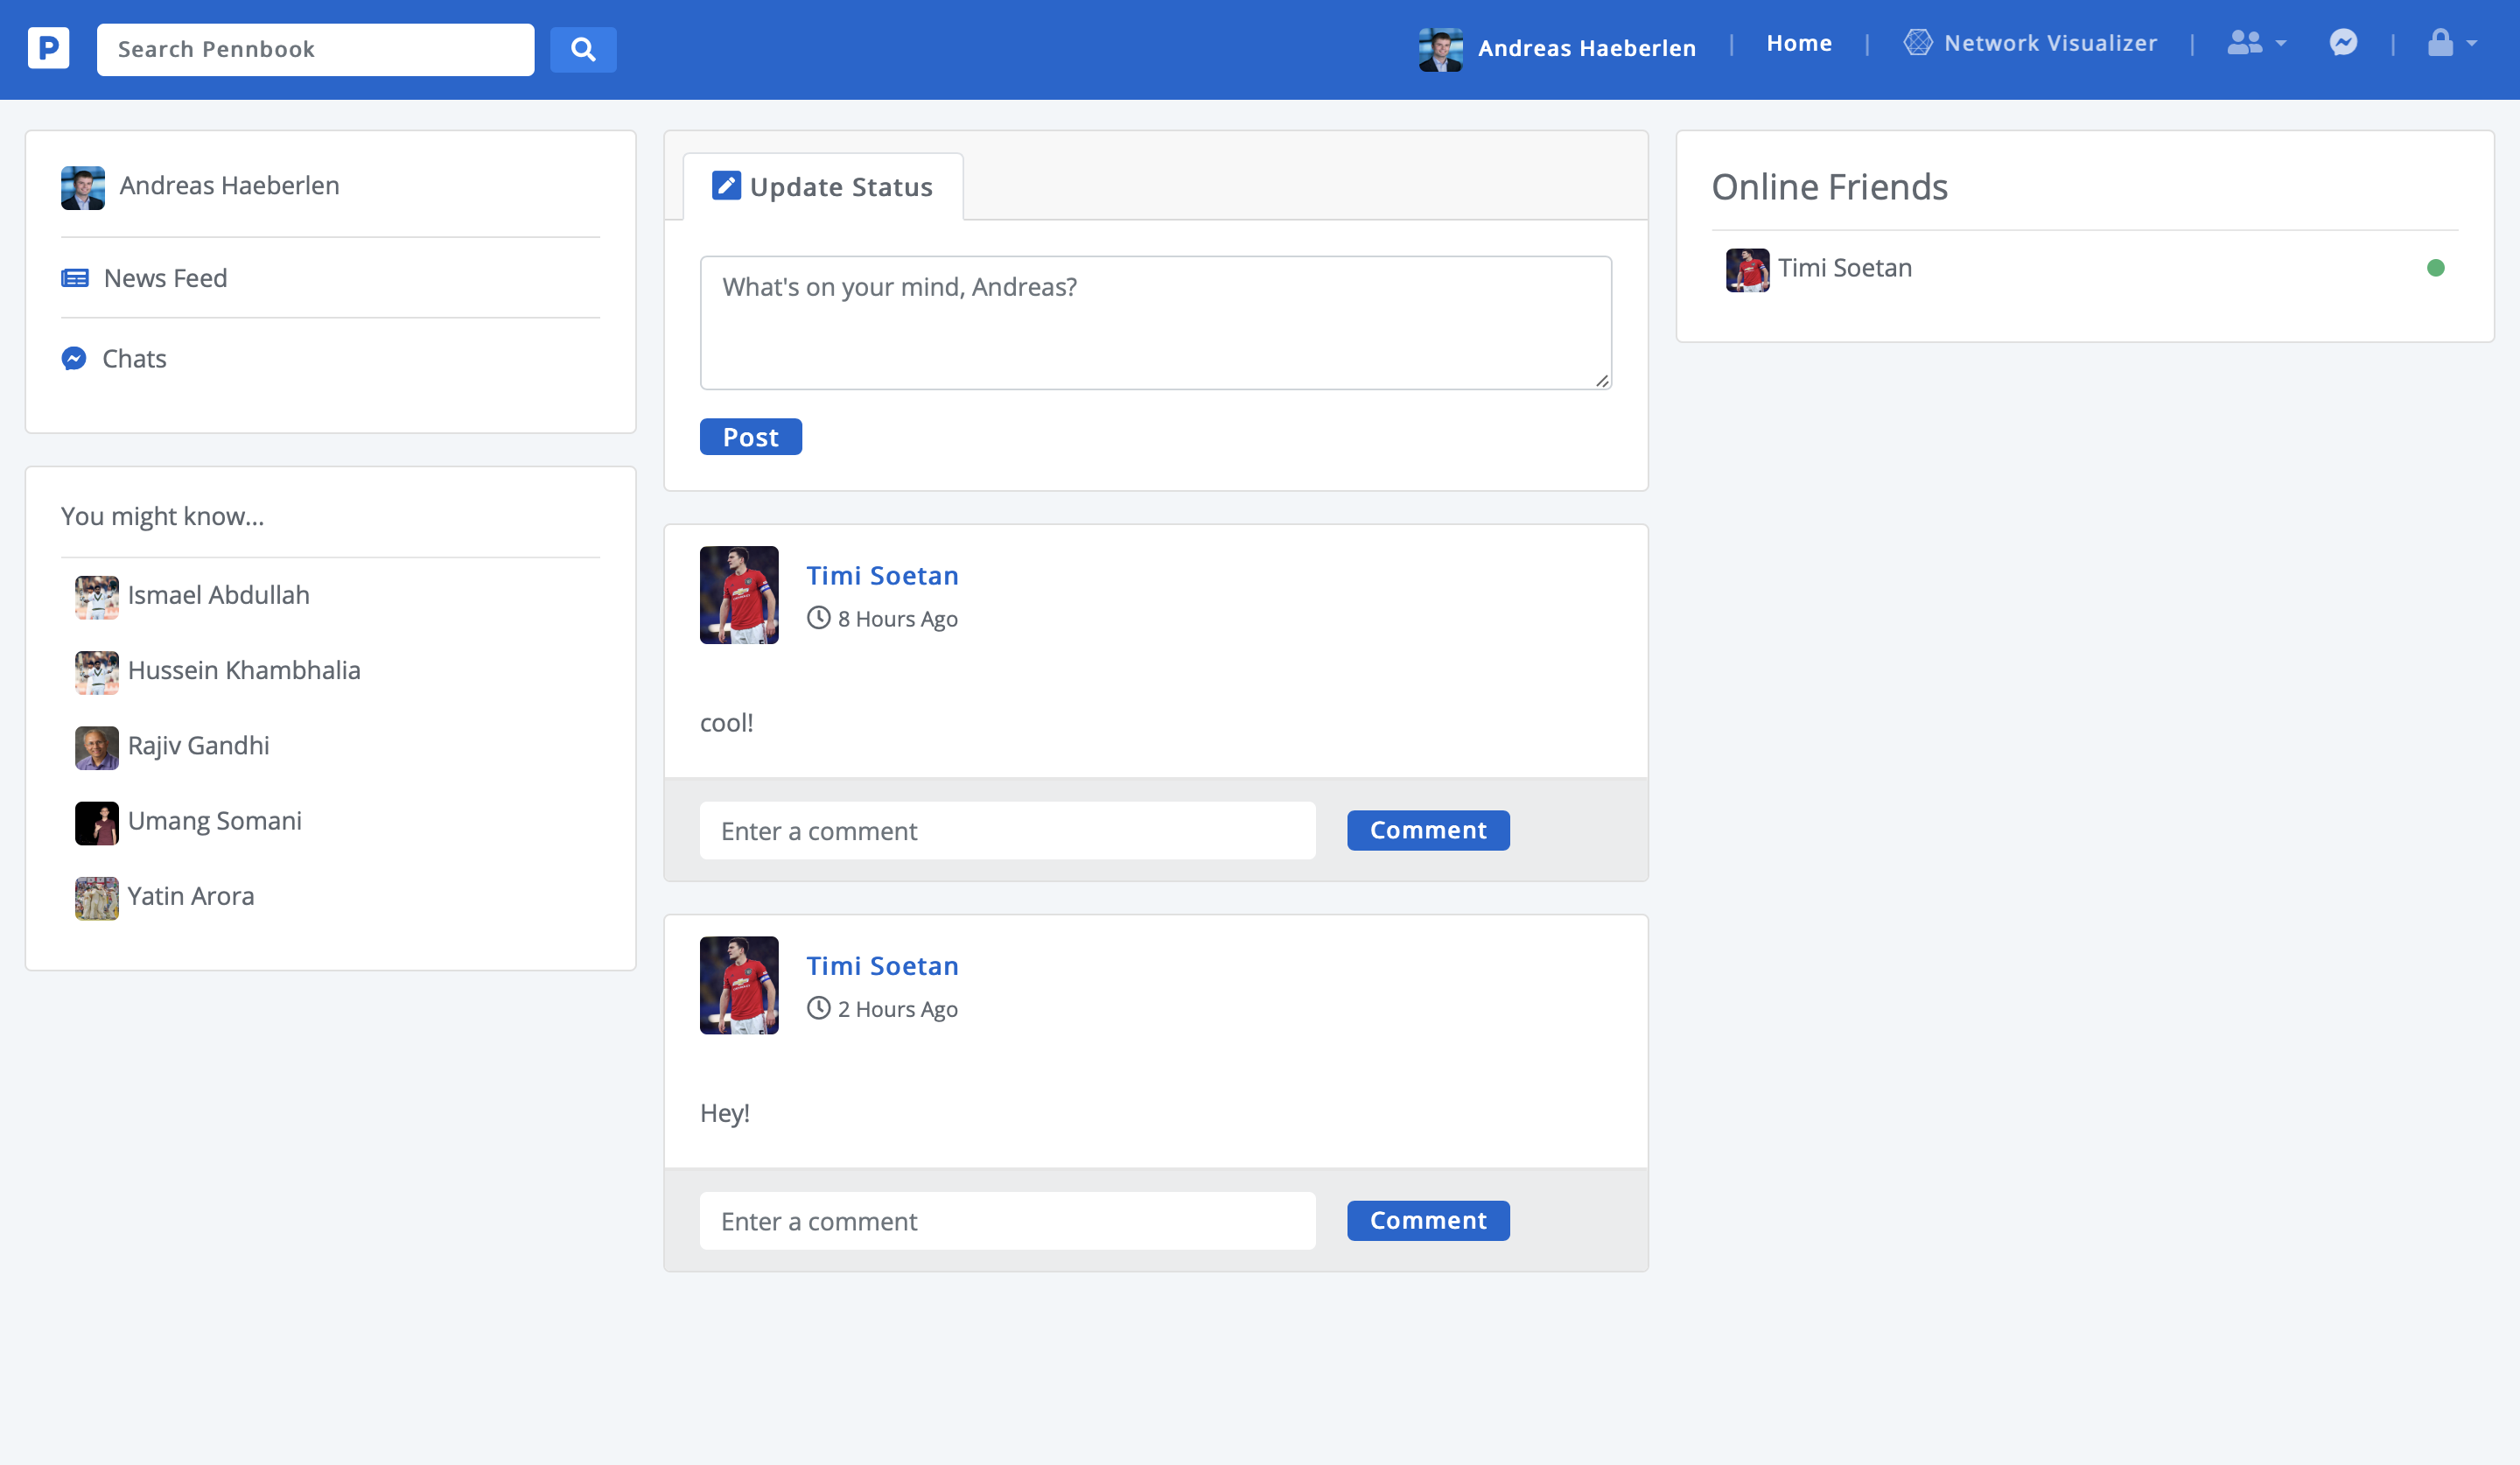 P
Search Pennbook
Andreas Haeberlen
|
Home
|
Network Visualizer
|
|
Andreas Haeberlen
News Feed
Chats
You might know...
Ismael Abdullah
Hussein Khambhalia
Rajiv Gandhi
Umang Somani
Yatin Arora
Update Status
What's on your mind, Andreas?
Post
Timi Soetan
8 Hours Ago
cool!
Enter a comment
Comment
Timi Soetan
2 Hours Ago
Hey!
Enter a comment
Comment
Online Friends
Timi Soetan